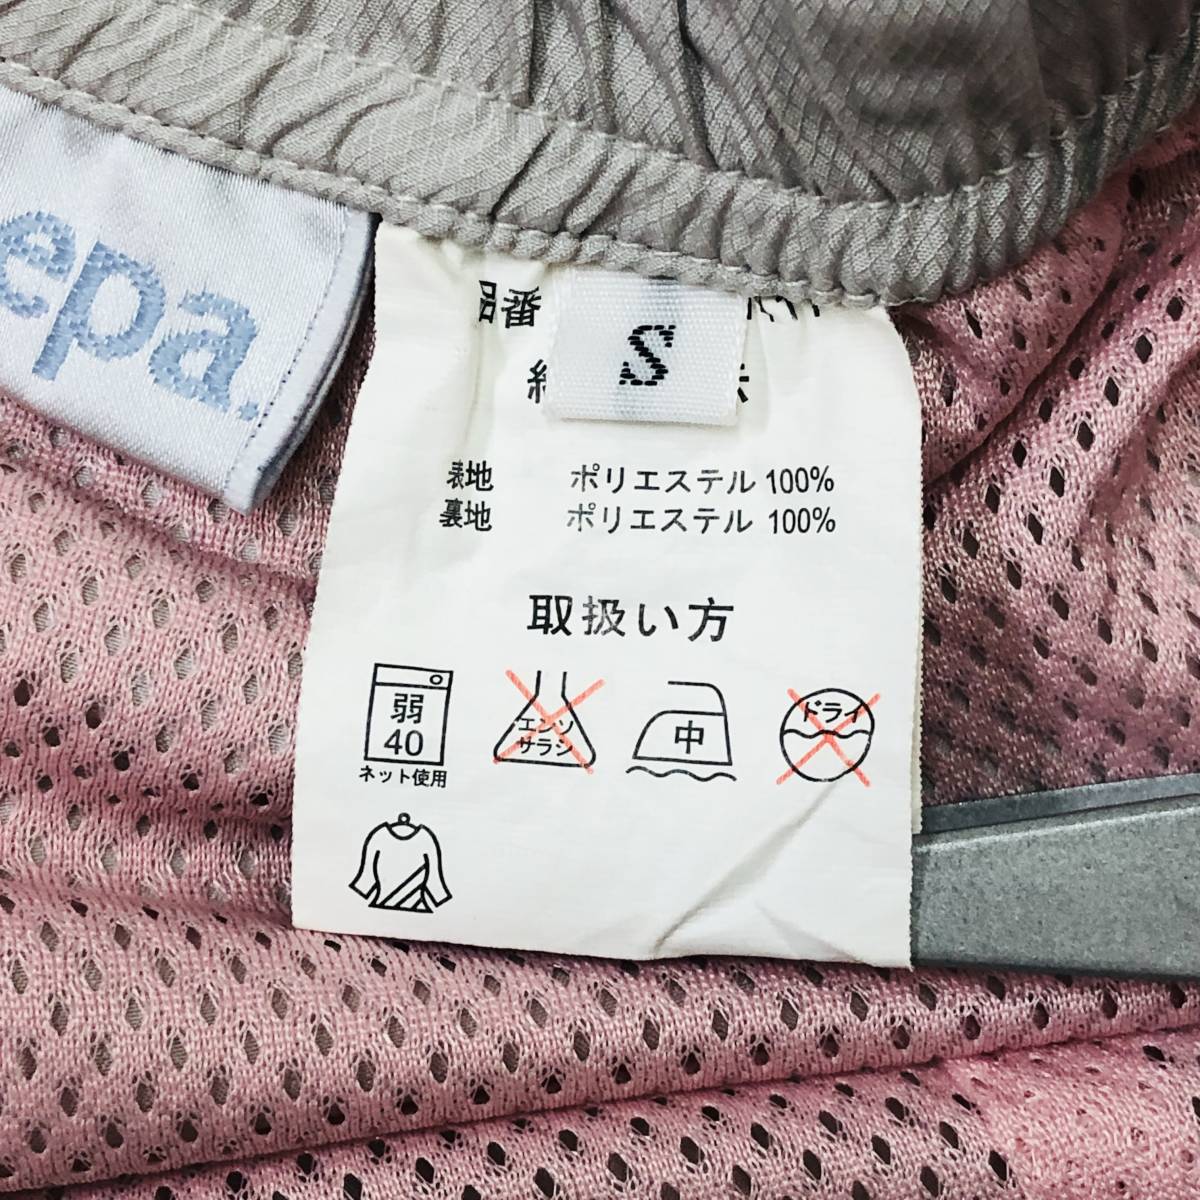 epa.
品番
S
表地 ポリエステル 100%
裏地 ポリエステル 100%
取扱い方
弱
40
ネット使用
エンソ
サラシ
中
ドライ